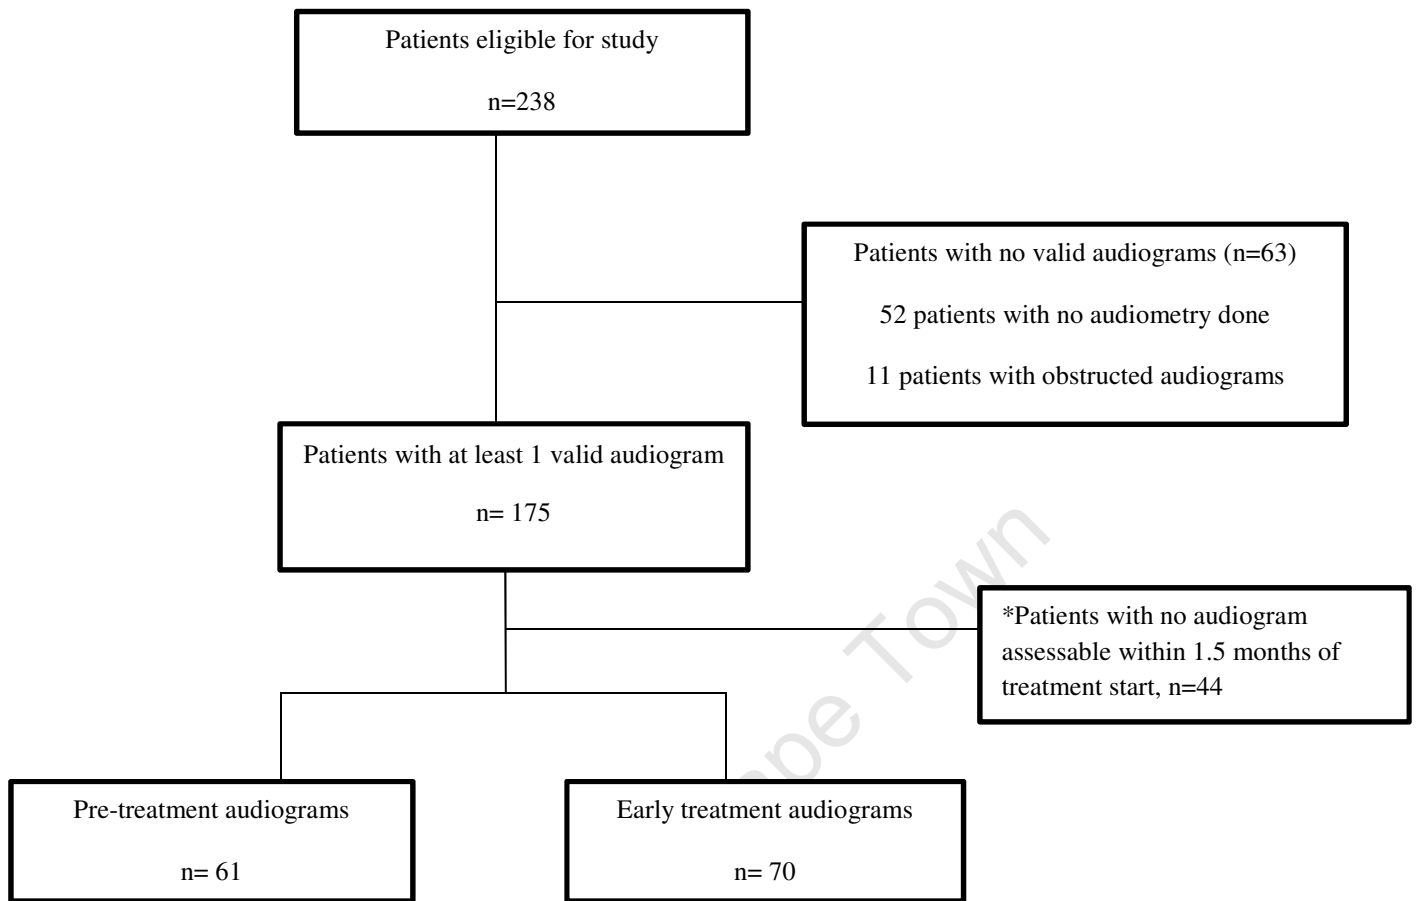 Patients eligible for study
n=238
Patients with no valid audiograms (n=63)
52 patients with no audiometry done
11 patients with obstructed audiograms
Patients with at least 1 valid audiogram
n= 175
*Patients with no audiogram
assessable within 1.5 months of
treatment start, n=44
Pre-treatment audiograms
n= 61
Early treatment audiograms
n= 70
Town